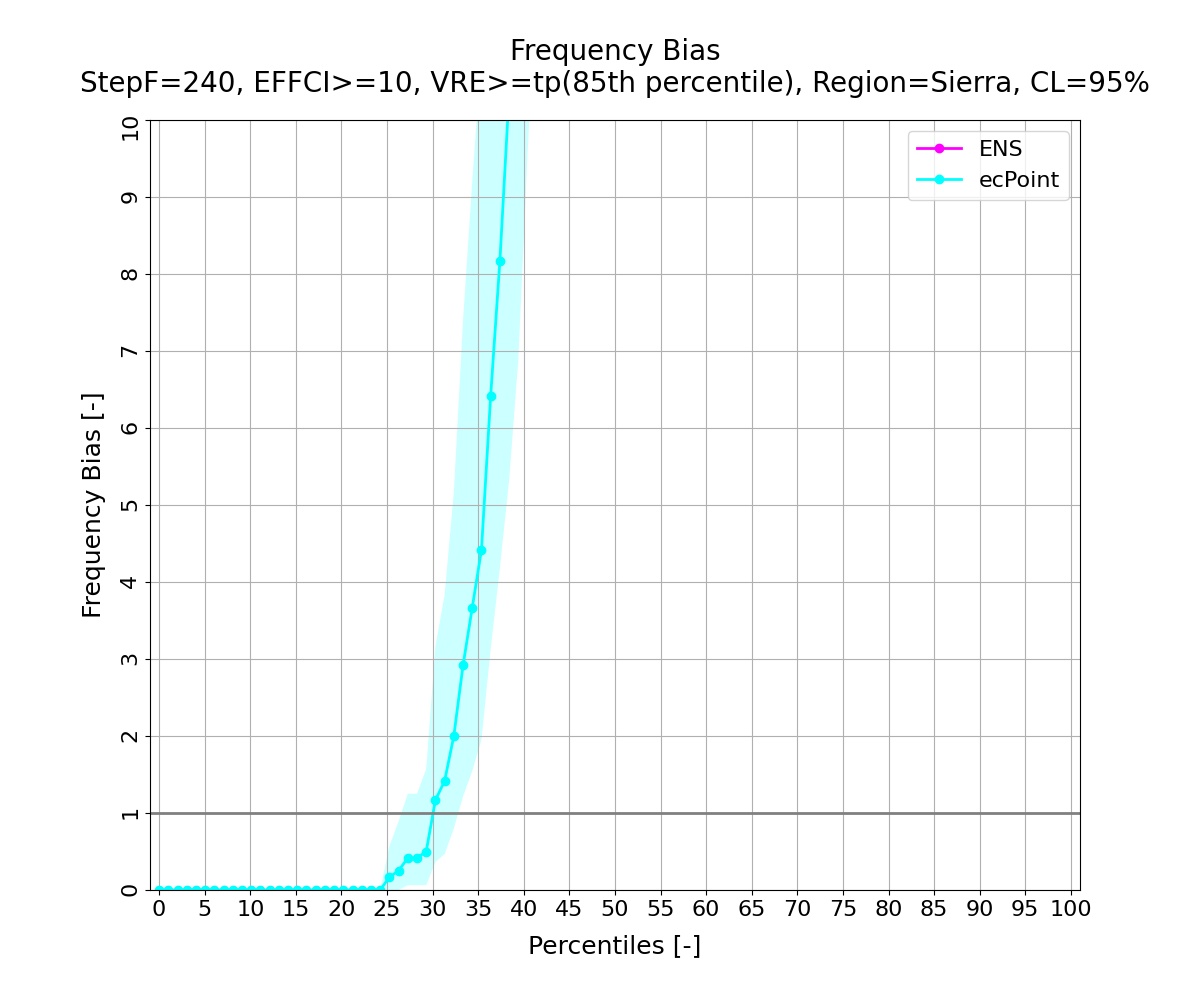 Frequency Bias
StepF=240, EFFCI>=10, VRE>=tp(85th percentile), Region=Sierra, CL=95%
ENS
ecPoint
10
9
8
7
6
5
4
3
2
1
0
Frequency Bias [-]
0 5 10 15 20 25 30 35 40 45 50 55 60 65 70 75 80 85 90 95 100
Percentiles [-]